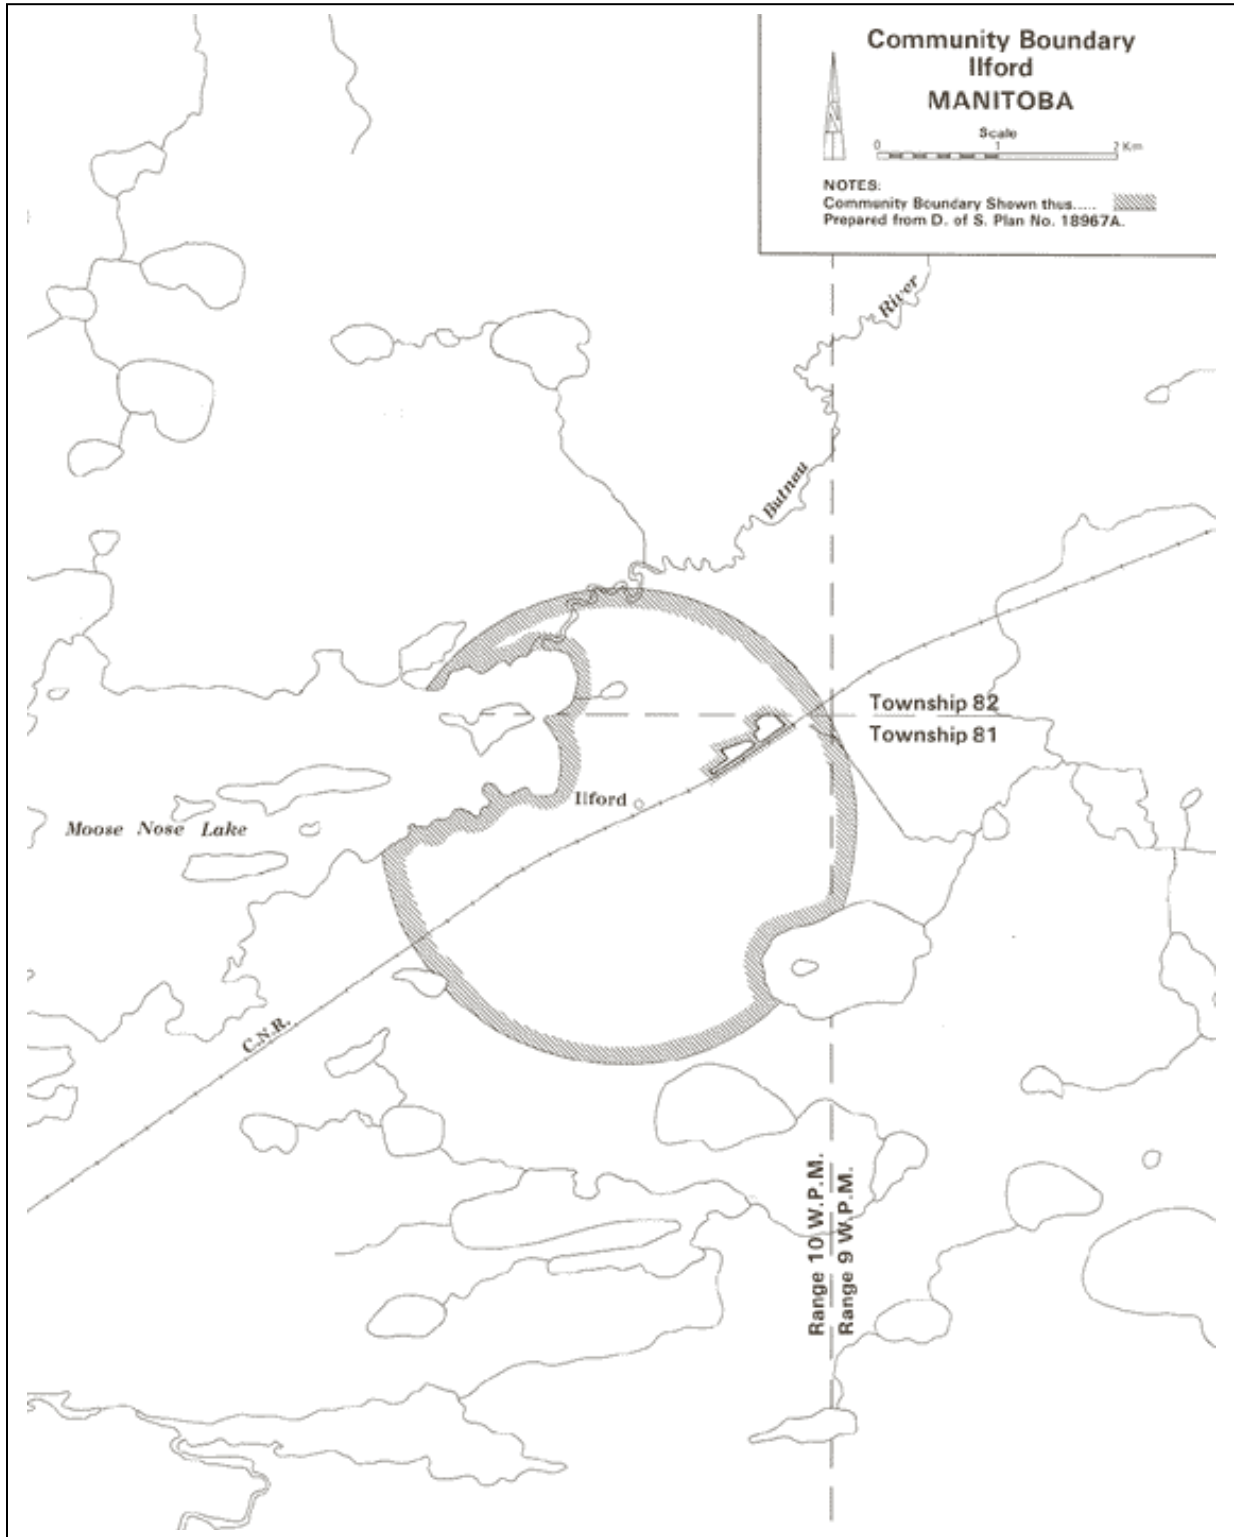 Community Boundary
Ilford
MANITOBA
Scale
0 1 2 Km
NOTES:
Community Boundary Shown thus.....
Prepared from D. of S. Plan No. 18967A.
River
Butnau
Township 82
Township 81
Ilford
Moose Nose Lake
C.N.R.
Range 10 W.P.M.
Range 9 W.P.M.